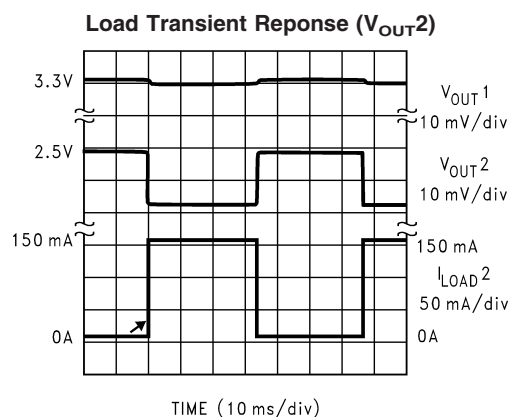 Load Transient Reponse (VOUT2)
3.3V
VOUT1
10 mV/div
2.5V
VOUT2
10 mV/div
150 mA
150 mA
ILOAD2
50 mA/div
0A
0A
TIME (10 ms/div)